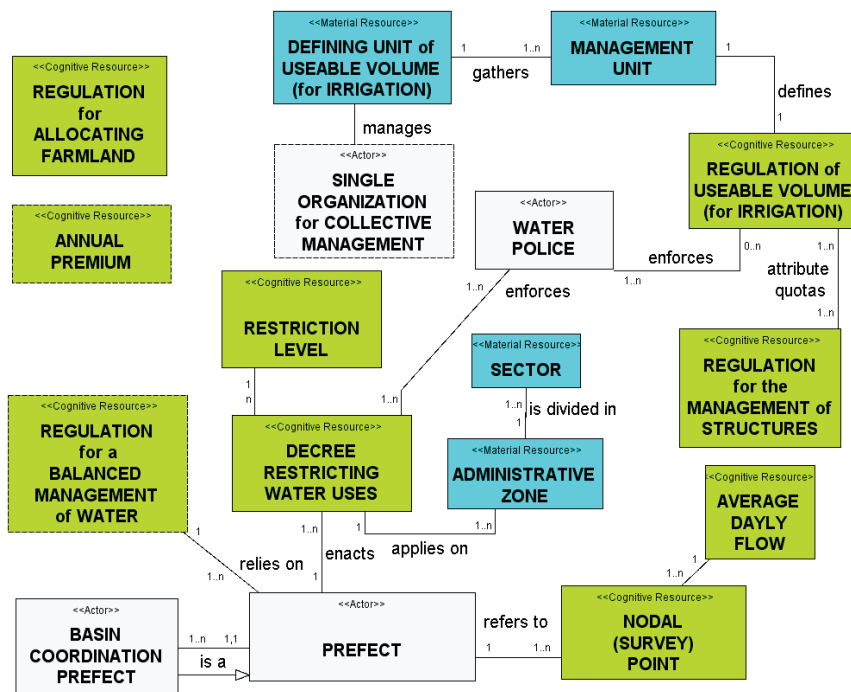 <<Material Resource>>
DEFINING UNIT of
USEABLE VOLUME
(for IRRIGATION)
1
1..n
gathers
<<Material Resource>>
MANAGEMENT
UNIT
1
defines
1
<<Cognitive Resource>>
REGULATION
for
ALLOCATING
FARMLAND
manages
<<Actor>>
SINGLE
ORGANIZATION
for COLLECTIVE
MANAGEMENT
<<Cognitive Resource>>
REGULATION of
USEABLE VOLUME
(for IRRIGATION)
<<Actor>>
WATER
POLICE
<<Cognitive Resource>>
ANNUAL
PREMIUM
0..n
1..n
enforces
1..n
attribute
quotas
1..n
1..n
enforces
1..n
<<Cognitive Resource>>
RESTRICTION
LEVEL
1
n
<<Material Resource>>
SECTOR
1..n
is divided in
1
<<Cognitive Resource>>
REGULATION
for the
MANAGEMENT of
STRUCTURES
<<Cognitive Resource>>
REGULATION
for a
BALANCED
MANAGEMENT
of WATER
<<Cognitive Resource>>
DECREE
RESTRICTING
WATER USES
<<Material Resource>>
ADMINISTRATIVE
ZONE
<<Cognitive Resource>>
AVERAGE
DAYLY
FLOW
1
relies on
1..n
1..n
enacts
1
1
applies on
1..n
1
1..n
<<Actor>>
BASIN
COORDINATION
PREFECT
1..n
1,1
is a
<<Actor>>
PREFECT
refers to
1
1..n
<<Cognitive Resource>>
NODAL
(SURVEY)
POINT